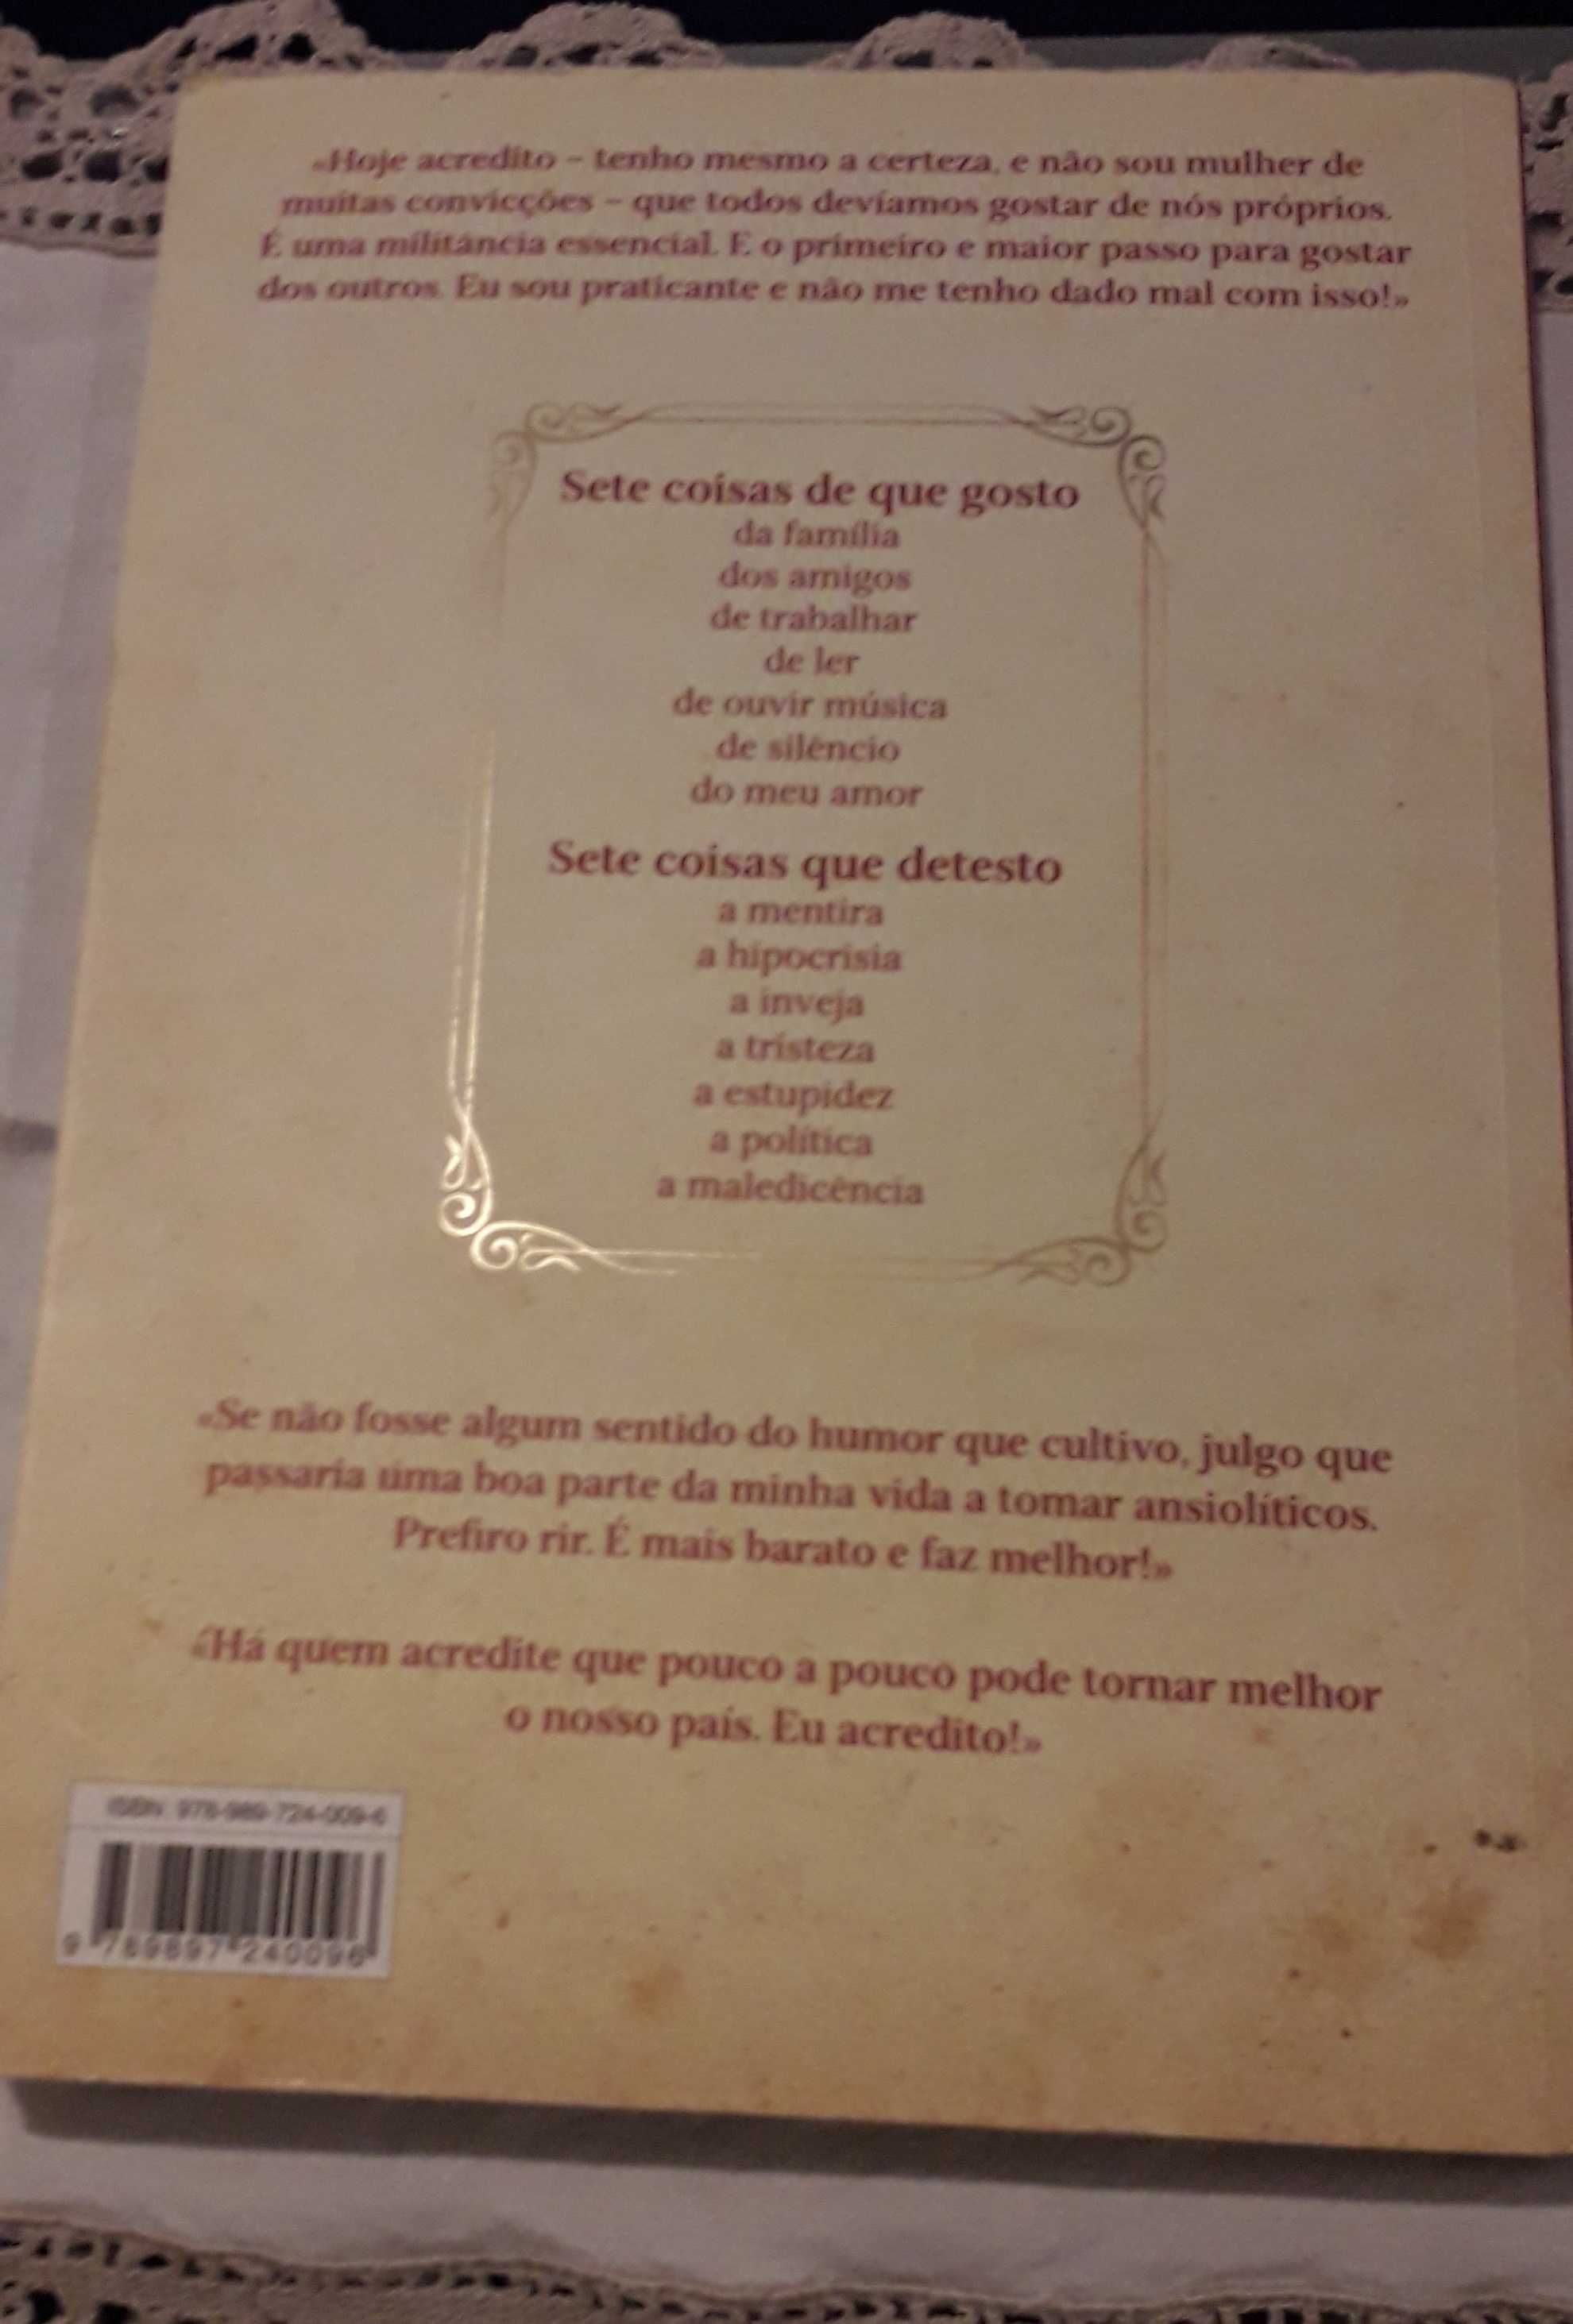 «Hoje acredito – tenho mesmo a certeza, e não sou mulher de
muitas convicções – que todos devíamos gostar de nós próprios.
É uma militância essencial. E o primeiro e maior passo para gostar
dos outros. Eu sou praticante e não me tenho dado mal com isso!»
Sete coisas de que gosto
da família
dos amigos
de trabalhar
de ler
de ouvir música
de silêncio
do meu amor
Sete coisas que detesto
a mentira
a hipocrisia
a inveja
a tristeza
a estupidez
a política
a maledicência
«Se não fosse algum sentido do humor que cultivo, julgo que
passaria uma boa parte da minha vida a tomar ansiolíticos.
Prefiro rir. É mais barato e faz melhor!»
«Há quem acredite que pouco a pouco pode tornar melhor
o nosso país. Eu acredito!»
ISBN: 978-989-724-009-6
9 789897 240096